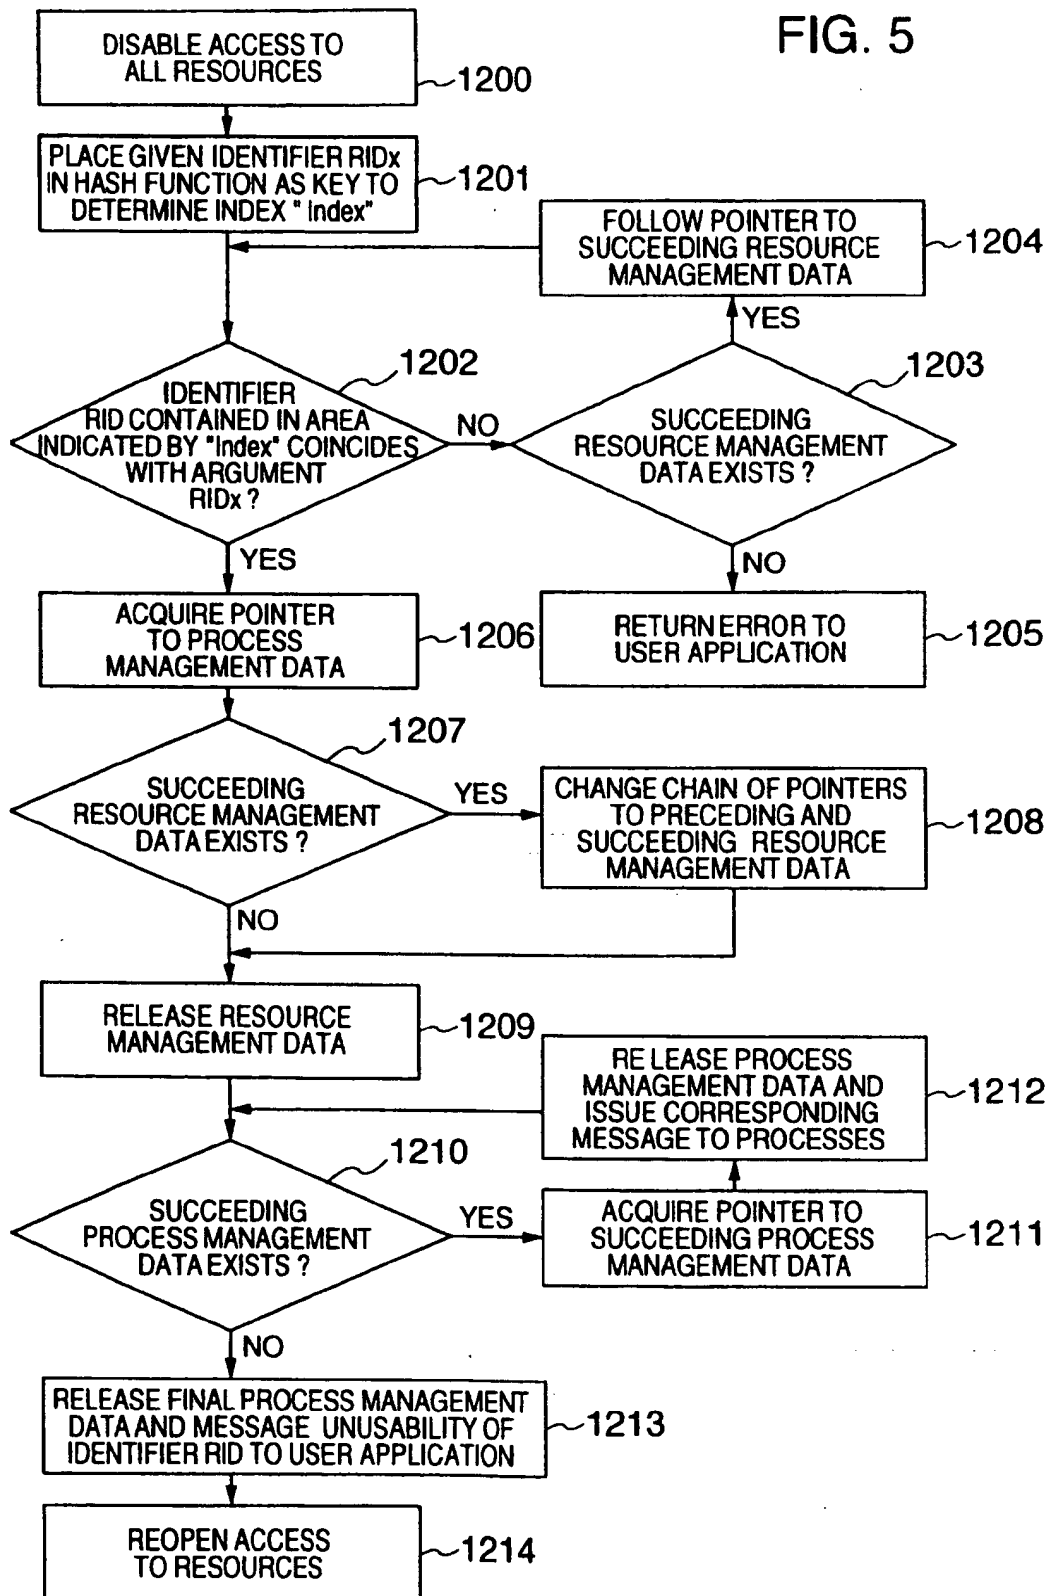 FIG. 5
DISABLE ACCESS TO
ALL RESOURCES
1200
PLACE GIVEN IDENTIFIER RIDx
IN HASH FUNCTION AS KEY TO
DETERMINE INDEX " Index"
1201
FOLLOW POINTER TO
SUCCEEDING RESOURCE
MANAGEMENT DATA
1204
YES
1202
IDENTIFIER
RID CONTAINED IN AREA
INDICATED BY "Index" COINCIDES
WITH ARGUMENT
RIDx ?
NO
1203
SUCCEEDING
RESOURCE MANAGEMENT
DATA EXISTS ?
YES
NO
ACQUIRE POINTER
TO PROCESS
MANAGEMENT DATA
1206
RETURN ERROR TO
USER APPLICATION
1205
1207
SUCCEEDING
RESOURCE MANAGEMENT
DATA EXISTS ?
YES
CHANGE CHAIN OF POINTERS
TO PRECEDING AND
SUCCEEDING RESOURCE
MANAGEMENT DATA
1208
NO
RELEASE RESOURCE
MANAGEMENT DATA
1209
RE LEASE PROCESS
MANAGEMENT DATA AND
ISSUE CORRESPONDING
MESSAGE TO PROCESSES
1212
1210
SUCCEEDING
PROCESS MANAGEMENT
DATA EXISTS ?
YES
ACQUIRE POINTER TO
SUCCEEDING PROCESS
MANAGEMENT DATA
1211
NO
RELEASE FINAL PROCESS MANAGEMENT
DATA AND MESSAGE UNUSABILITY OF
IDENTIFIER RID TO USER APPLICATION
1213
REOPEN ACCESS
TO RESOURCES
1214